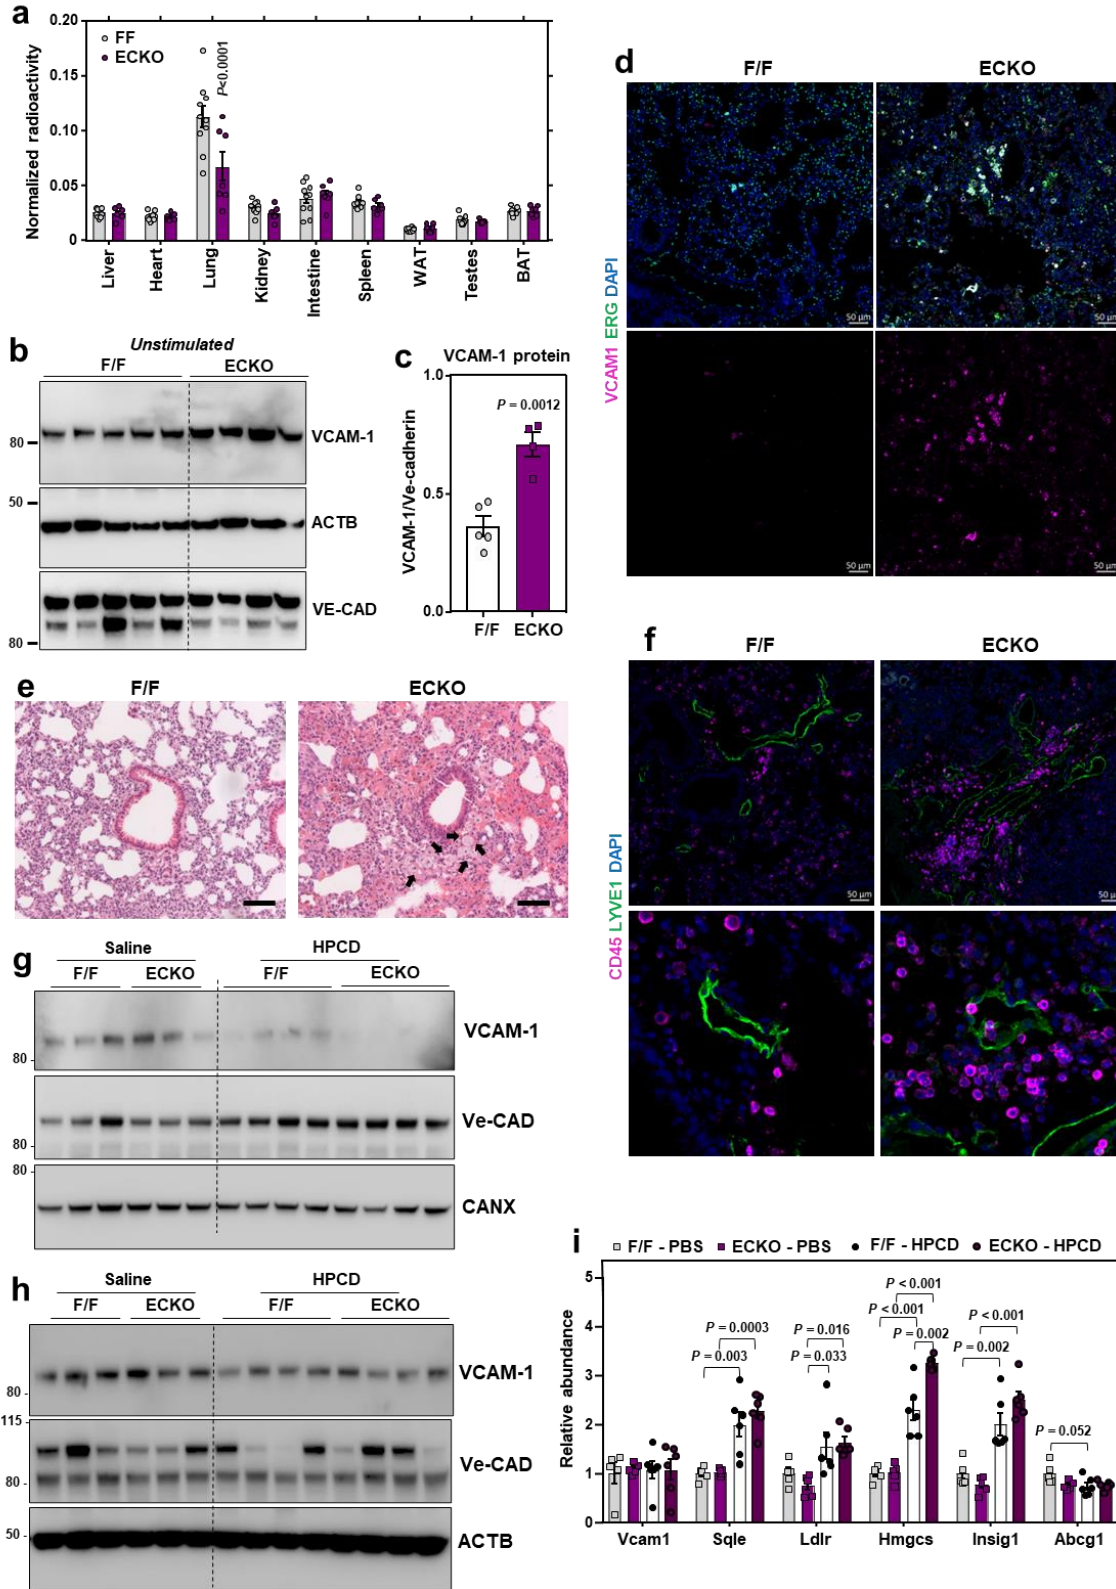 a
0.20
0.15
0.10
0.05
0
Normalized radioactivity
FF
ECKO
P<0.0001
Liver
Heart
Lung
Kidney
Intestine
Spleen
WAT
Testes
BAT
b
Unstimulated
F/F
ECKO
80
VCAM-1
50
ACTB
VE-CAD
80
c
VCAM-1 protein
1.0
0.5
0.0
VCAM-1/Ve-cadherin
P = 0.0012
F/F
ECKO
d
F/F
ECKO
VCAM1 ERG DAPI
50 µm
50 µm
50 µm
50 µm
e
F/F
ECKO
f
F/F
ECKO
CD45 LYVE1 DAPI
50 µm
50 µm
g
Saline
HPCD
F/F
ECKO
F/F
ECKO
VCAM-1
80
Ve-CAD
80
80
CANX
h
Saline
HPCD
F/F
ECKO
F/F
ECKO
VCAM-1
80
115
Ve-CAD
80
50
ACTB
i
F/F - PBS
ECKO - PBS
F/F - HPCD
ECKO - HPCD
Relative abundance
5
4
3
2
1
0
P = 0.0003
P = 0.003
P = 0.016
P = 0.033
P < 0.001
P < 0.001
P = 0.002
P < 0.001
P = 0.002
P = 0.052
Vcam1
Sqle
Ldlr
Hmgcs
Insig1
Abcg1